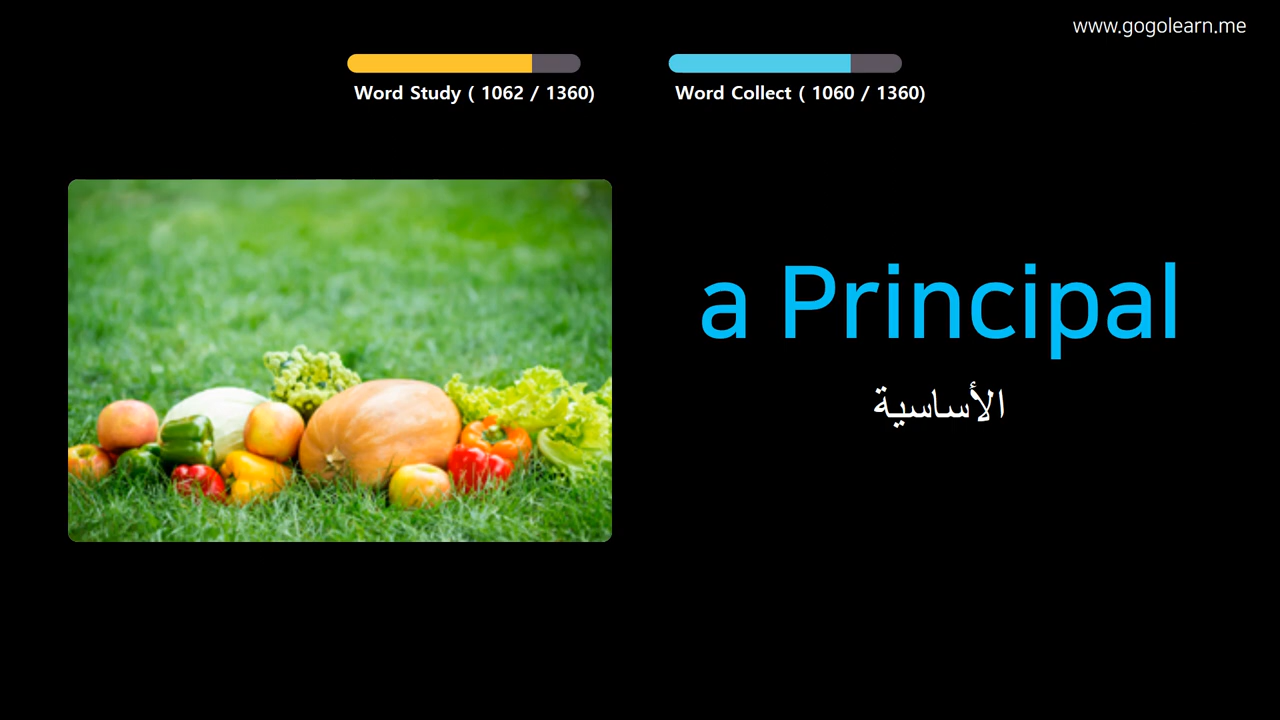 www.gogolearn.me
Word Study ( 1062 / 1360)
Word Collect ( 1060 / 1360)
a Principal
الأساسية